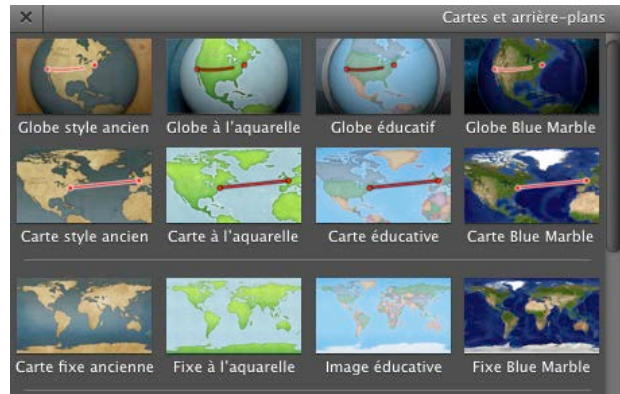 Cartes et arrière-plans
Globe style ancien Globe à l'aquarelle Globe éducatif Globe Blue Marble
Carte style ancien Carte à l'aquarelle Carte éducative Carte Blue Marble
Carte fixe ancienne Fixe à l'aquarelle Image éducative Fixe Blue Marble